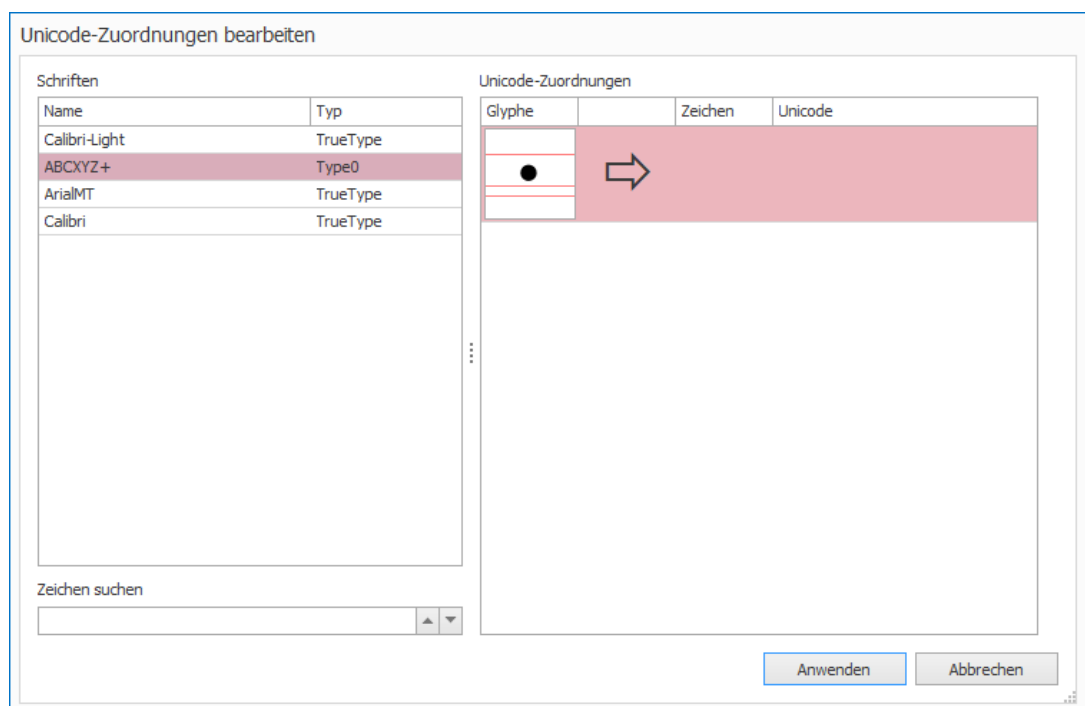 Unicode-Zuordnungen bearbeiten
Schriften
Name Typ
Calibri-Light TrueType
ABCXYZ+ Type0
ArialMT TrueType
Calibri TrueType
Zeichen suchen
Unicode-Zuordnungen
Glyphe Zeichen Unicode
Anwenden Abbrechen